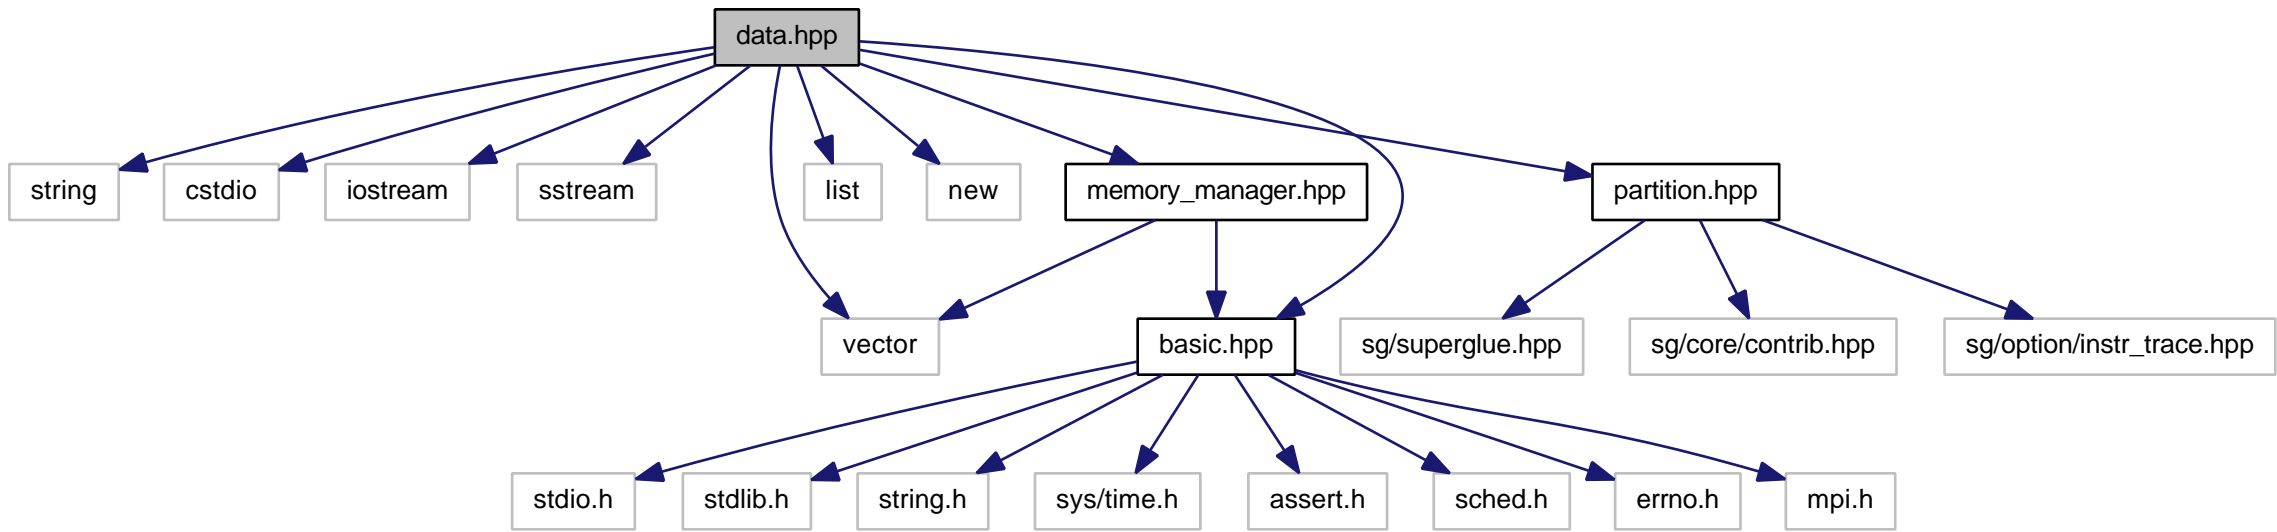 data.hpp
string
cstdio
iostream
sstream
list
new
memory_manager.hpp
partition.hpp
vector
basic.hpp
sg/superglue.hpp
sg/core/contrib.hpp
sg/option/instr_trace.hpp
stdio.h
stdlib.h
string.h
sys/time.h
assert.h
sched.h
errno.h
mpi.h